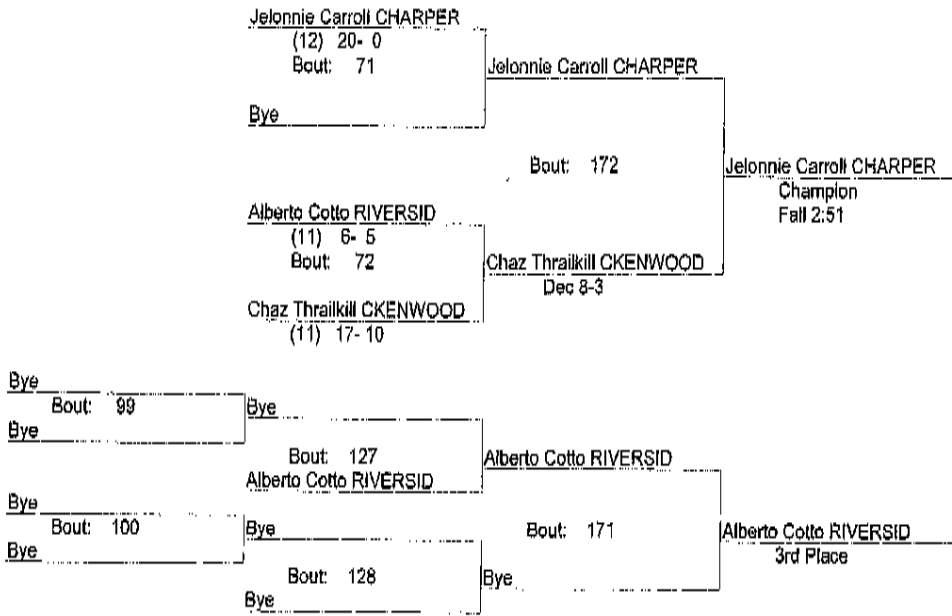 Jelonnie Carroll CHARPER
(12) 20- 0
Bout: 71
Jelonnie Carroll CHARPER
Bye
Bout: 172
Jelonnie Carroll CHARPER
Champion
Fall 2:51
Alberto Cotto RIVERSID
(11) 6- 5
Bout: 72
Chaz Thrailkill CKENWOOD
Dec 8-3
Chaz Thrailkill CKENWOOD
(11) 17- 10
Bye
Bout: 99
Bye
Bye
Bout: 127
Alberto Cotto RIVERSID
Alberto Cotto RIVERSID
Bye
Bout: 100
Bye
Bye
Bout: 171
Alberto Cotto RIVERSID
3rd Place
Bout: 128
Bye
Bye